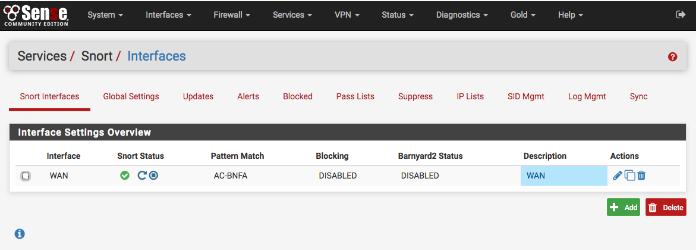 Sense
COMMUNITY EDITION
System Interfaces Firewall Services VPN Status Diagnostics Gold Help
Services / Snort / Interfaces
Snort Interfaces Global Settings Updates Alerts Blocked Pass Lists Suppress IP Lists SID Mgmt Log Mgmt Sync
Interface Settings Overview
Interface Snort Status Pattern Match Blocking Barnyard2 Status Description Actions
WAN AC-BNFA DISABLED DISABLED WAN
Add Delete